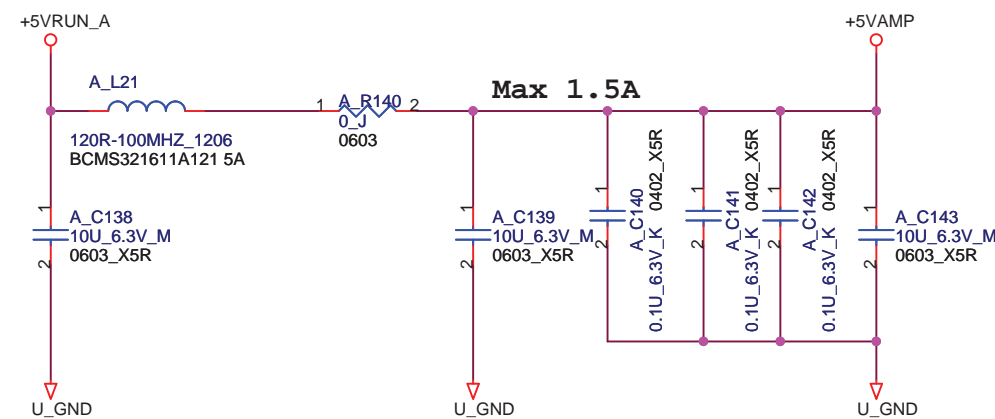 +5VRUN_A
+5VAMP
A_L21
Max 1.5A
1
A_R140
2
0_J
0603
120R-100MHZ_1206
BCMS321611A121 5A
1
A_C138
10U_6.3V_M
0603_X5R
2
1
A_C139
10U_6.3V_M
0603_X5R
2
1
2
A_C140
0.1U_6.3V_K 0402_X5R
1
2
A_C141
0.1U_6.3V_K 0402_X5R
1
2
A_C142
0.1U_6.3V_K 0402_X5R
1
A_C143
10U_6.3V_M
0603_X5R
2
U_GND
U_GND
U_GND